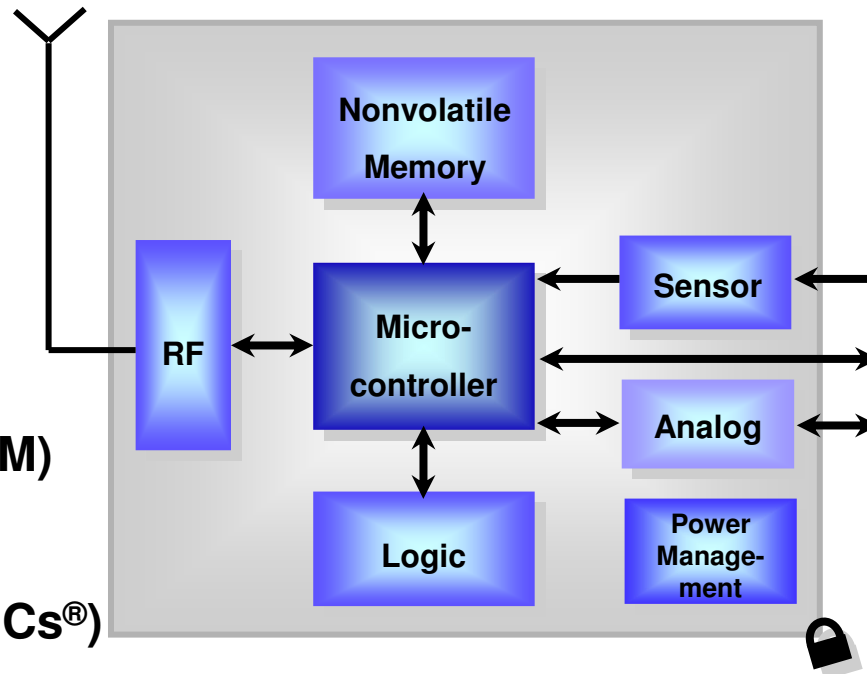 Nonvolatile
Memory
Sensor
Micro-
controller
RF
Analog
M)
Logic
Power
Manage-
ment
Cs®)